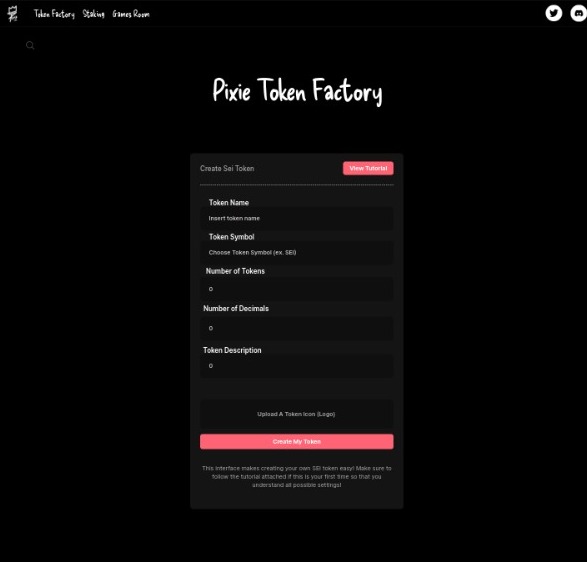 Token Factory Staking Games Room
Pixie Token Factory
Create Sei Token
View Tutorial
Token Name
Insert token name
Token Symbol
Choose Token Symbol (ex. SEI)
Number of Tokens
0
Number of Decimals
0
Token Description
0
Upload A Token Icon (Logo)
Create My Token
This interface makes creating your own SEI token easy! Make sure to
follow the tutorial attached if this is your first time so that you
understand all possible settings!